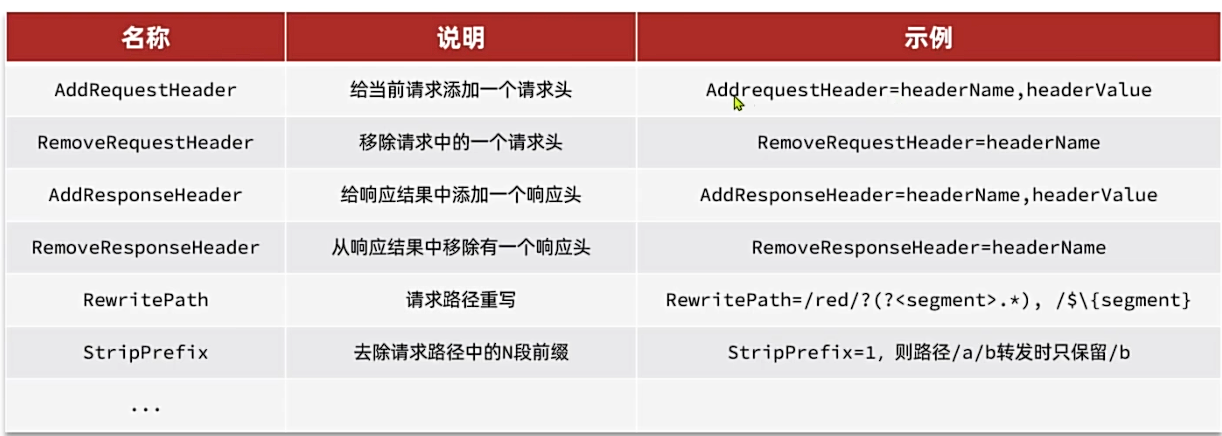 名称 说明 示例
AddRequestHeader 给当前请求添加一个请求头 AddrequestHeader=headerName,headerValue
RemoveRequestHeader 移除请求中的一个请求头 RemoveRequestHeader=headerName
AddResponseHeader 给响应结果中添加一个响应头 AddResponseHeader=headerName,headerValue
RemoveResponseHeader 从响应结果中移除有一个响应头 RemoveResponseHeader=headerName
RewritePath 请求路径重写 RewritePath=/red/?(?<segment>.*), /$\{segment}
StripPrefix 去除请求路径中的N段前缀 StripPrefix=1, 则路径/a/b转发时只保留/b
...